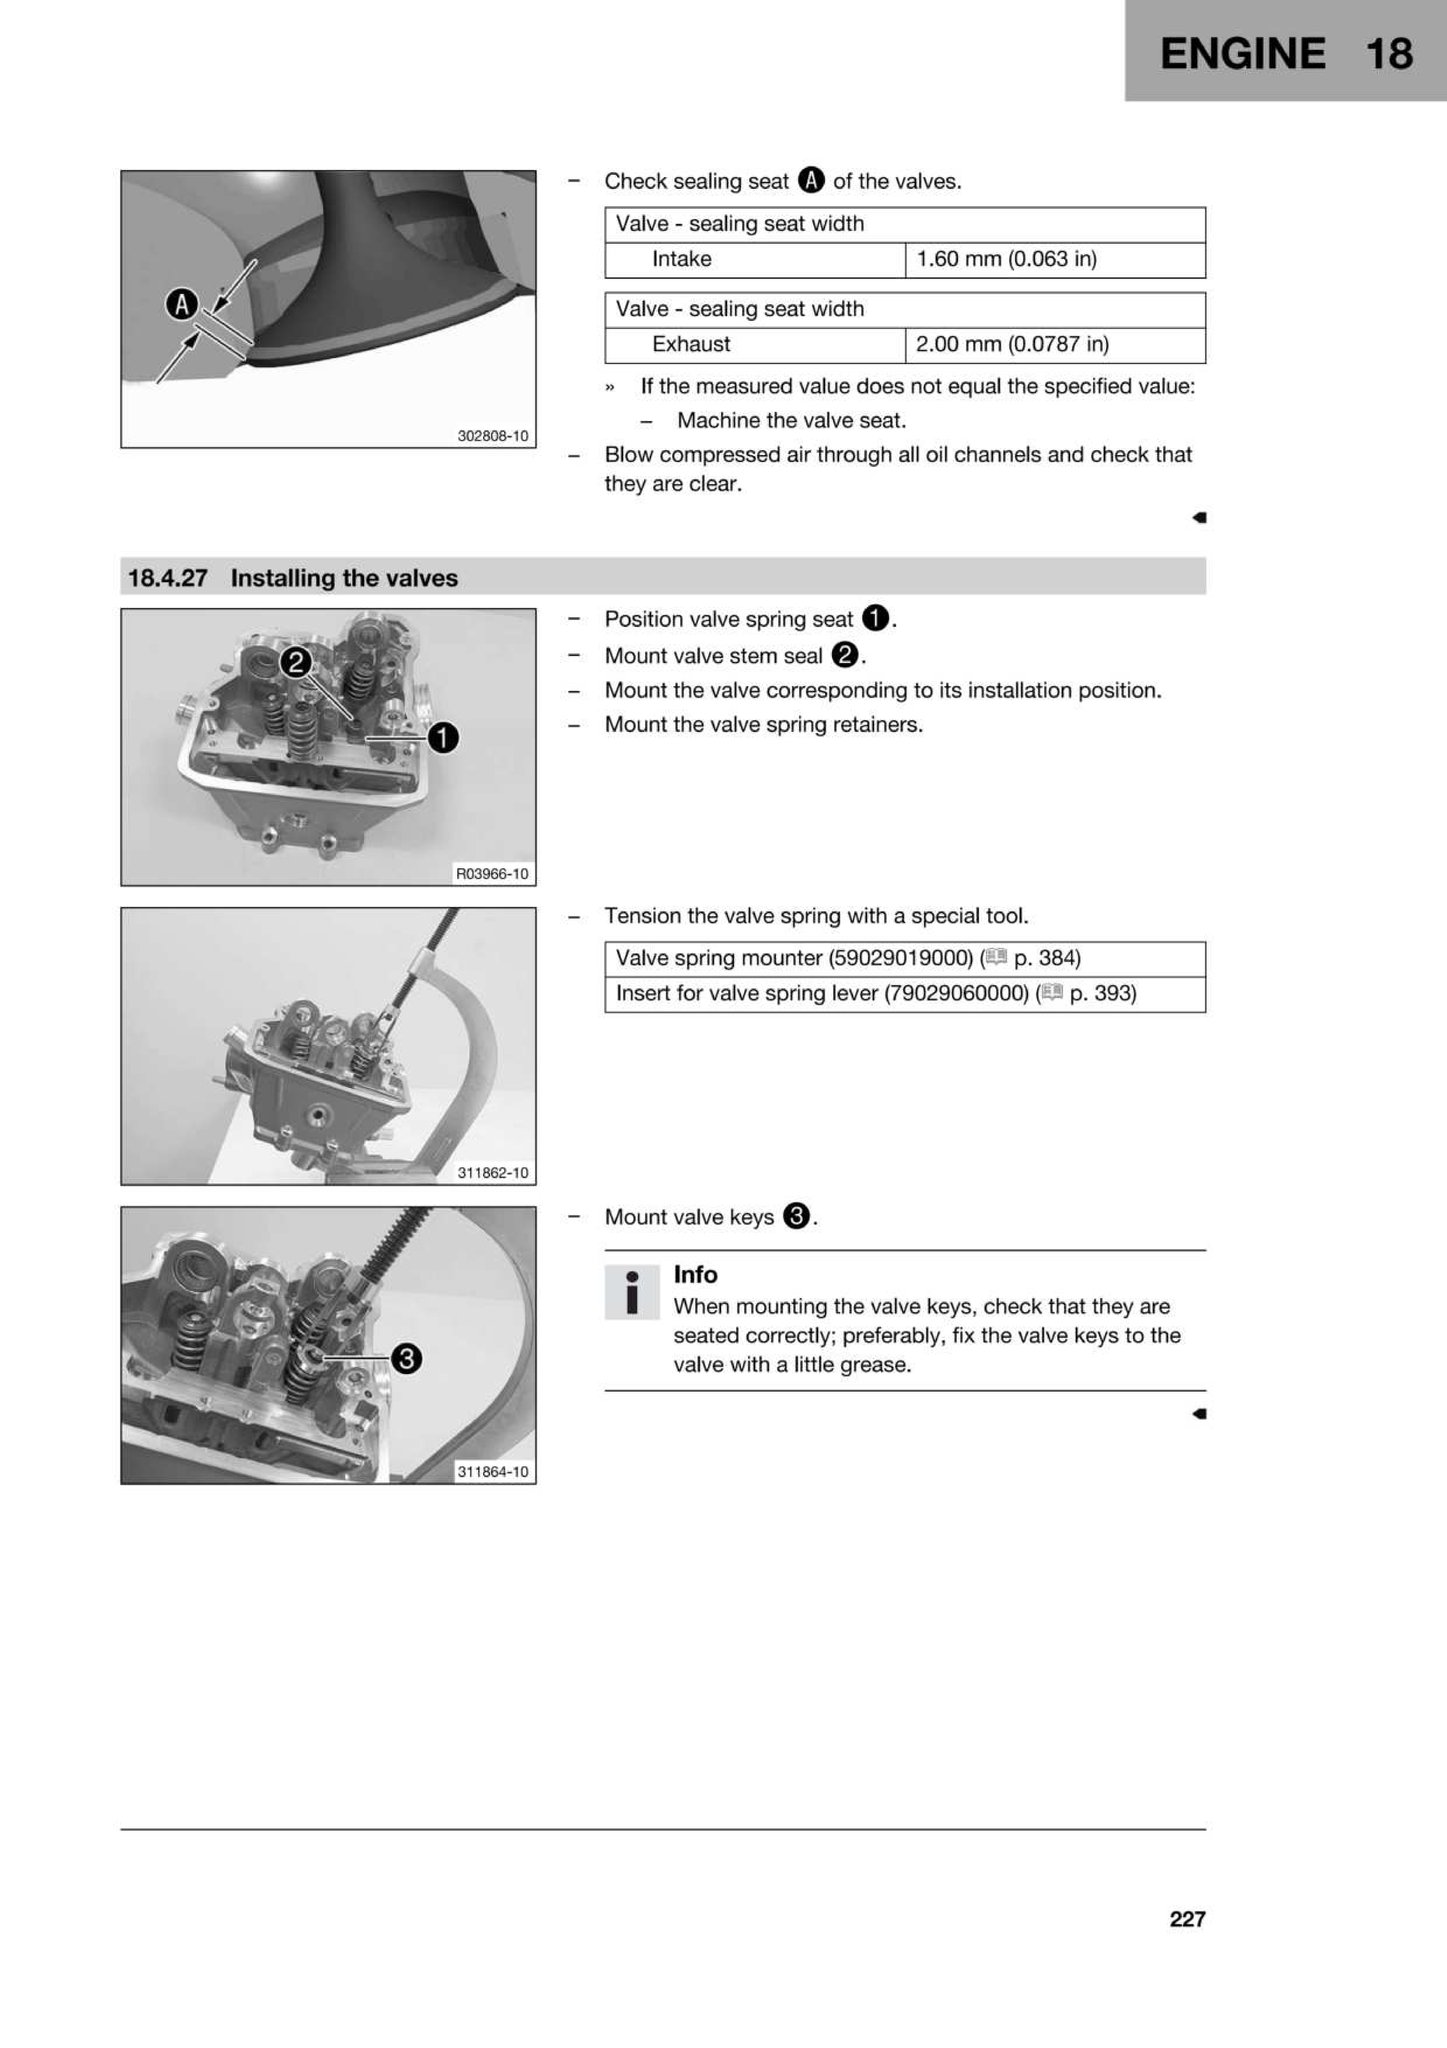 ENGINE 18
A
302808-10
– Check sealing seat A of the valves.
Valve - sealing seat width
Intake 1.60 mm (0.063 in)
Valve - sealing seat width
Exhaust 2.00 mm (0.0787 in)
» If the measured value does not equal the specified value:
– Machine the valve seat.
– Blow compressed air through all oil channels and check that
they are clear.
18.4.27 Installing the valves
2
1
R03966-10
– Position valve spring seat 1.
– Mount valve stem seal 2.
– Mount the valve corresponding to its installation position.
– Mount the valve spring retainers.
311862-10
– Tension the valve spring with a special tool.
Valve spring mounter (59029019000) ( p. 384)
Insert for valve spring lever (79029060000) ( p. 393)
3
311864-10
– Mount valve keys 3.
i
Info
When mounting the valve keys, check that they are
seated correctly; preferably, fix the valve keys to the
valve with a little grease.
227